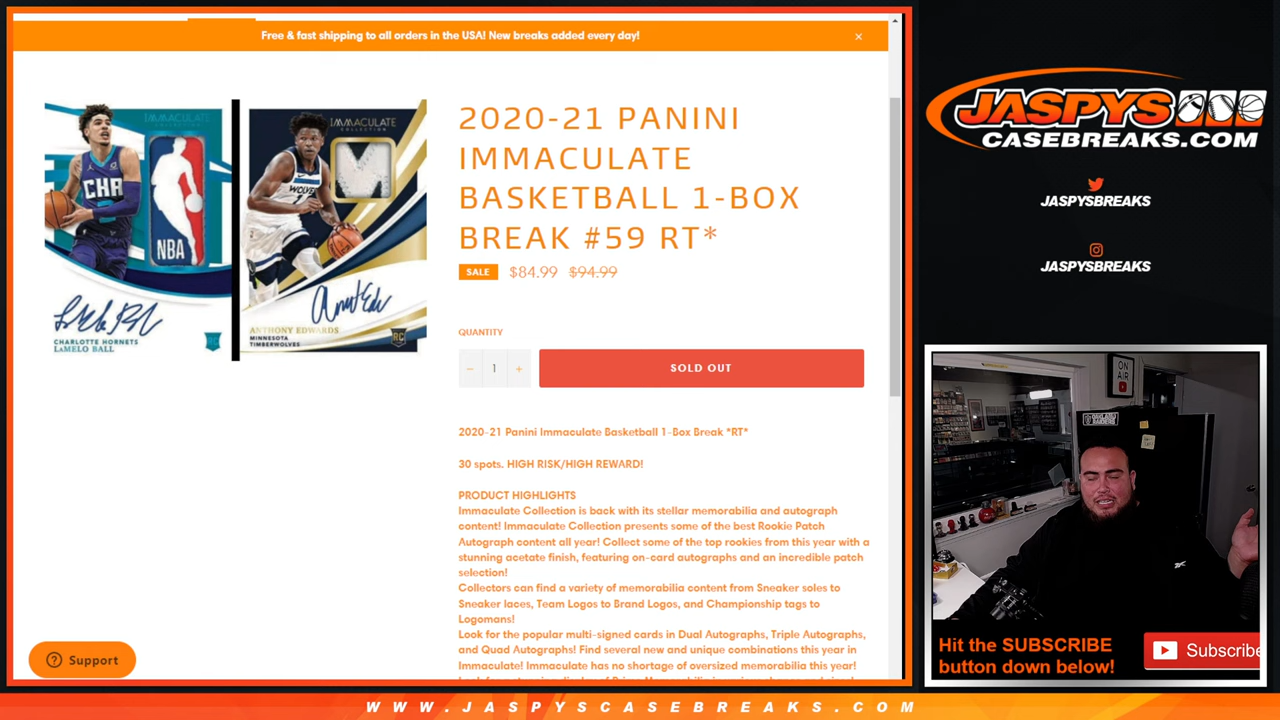 Free & fast shipping to all orders in the USA! New breaks added every day!
×
IMMACULATE
COLLECTION
CHA
NBA
CHARLOTTE HORNETS
LaMELO BALL
IMMACULATE
COLLECTION
WOLVES
1
ANTHONY EDWARDS
MINNESOTA
TIMBERWOLVES
RC
2020-21 PANINI
IMMACULATE
BASKETBALL 1-BOX
BREAK #59 RT*
SALE $84.99 $94.99
QUANTITY
− 1 +
SOLD OUT
2020-21 Panini Immaculate Basketball 1-Box Break *RT*
30 spots. HIGH RISK/HIGH REWARD!
PRODUCT HIGHLIGHTS
Immaculate Collection is back with its stellar memorabilia and autograph
content! Immaculate Collection presents some of the best Rookie Patch
Autograph content all year! Collect some of the top rookies from this year with a
stunning acetate finish, featuring on-card autographs and an incredible patch
selection!
Collectors can find a variety of memorabilia content from Sneaker soles to
Sneaker laces, Team Logos to Brand Logos, and Championship tags to
Logomans!
Look for the popular multi-signed cards in Dual Autographs, Triple Autographs,
and Quad Autographs! Find several new and unique combinations this year in
Immaculate! Immaculate has no shortage of oversized memorabilia this year!
Support
JASPYS
CASEBREAKS.COM
JASPYSBREAKS
JASPYSBREAKS
ON
AIR
Hit the SUBSCRIBE
button down below!
Subscribe
WWW.JASPYSCASEBREAKS.COM